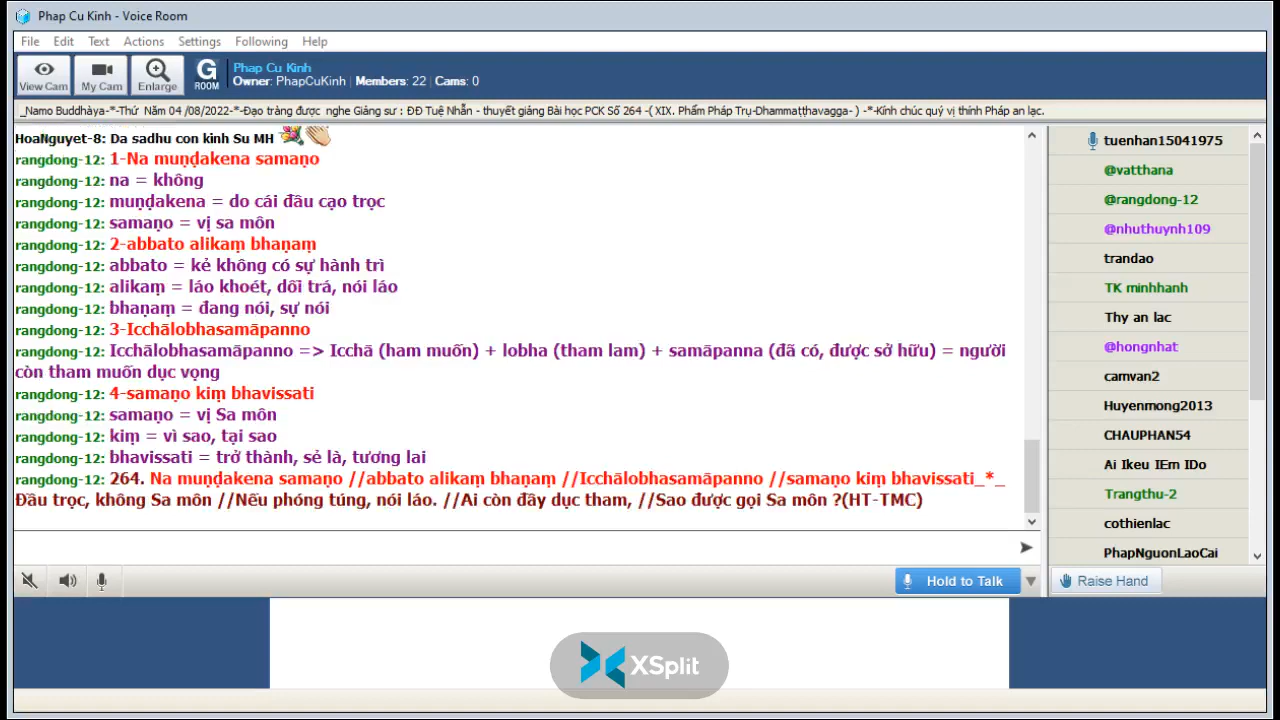 Phap Cu Kinh - Voice Room
File Edit Text Actions Settings Following Help
View Cam My Cam Enlarge G ROOM
Phap Cu Kinh
Owner: PhapCuKinh | Members: 22 | Cams: 0
_Namo Buddhàya-*-Thứ Năm 04 /08/2022-*-Đạo tràng được nghe Giảng sư : ĐĐ Tuệ Nhẫn - thuyết giảng Bài học PCK Số 264 -( XIX. Phẩm Pháp Trụ-Dhammaṭṭhavagga- ) -*-Kính chúc quý vị thính Pháp an lạc.
HoaNguyet-8: Da sadhu con kinh Su MH
rangdong-12: 1-Na muṇḍakena samaṇo
rangdong-12: na = không
rangdong-12: muṇḍakena = do cái đầu cạo trọc
rangdong-12: samaṇo = vị sa môn
rangdong-12: 2-abbato alikaṃ bhaṇaṃ
rangdong-12: abbato = kẻ không có sự hành trì
rangdong-12: alikaṃ = láo khoét, dối trá, nói láo
rangdong-12: bhaṇaṃ = đang nói, sự nói
rangdong-12: 3-Icchālobhasamāpanno
rangdong-12: Icchālobhasamāpanno => Icchā (ham muốn) + lobha (tham lam) + samāpanna (đã có, được sở hữu) = người
còn tham muốn dục vọng
rangdong-12: 4-samaṇo kiṃ bhavissati
rangdong-12: samaṇo = vị Sa môn
rangdong-12: kiṃ = vì sao, tại sao
rangdong-12: bhavissati = trở thành, sẻ là, tương lai
rangdong-12: 264. Na muṇḍakena samaṇo //abbato alikaṃ bhaṇaṃ //Icchālobhasamāpanno //samaṇo kiṃ bhavissati_*_
Đầu trọc, không Sa môn //Nếu phóng túng, nói láo. //Ai còn đầy dục tham, //Sao được gọi Sa môn ?(HT-TMC)
Hold to Talk
tuenhan15041975
@vatthana
@rangdong-12
@nhuthuynh109
trandao
TK minhhanh
Thy an lac
@hongnhat
camvan2
Huyenmong2013
CHAUPHAN54
Ai Ikeu IEm IDo
Trangthu-2
cothienlac
PhapNguonLaoCai
Raise Hand
XSplit